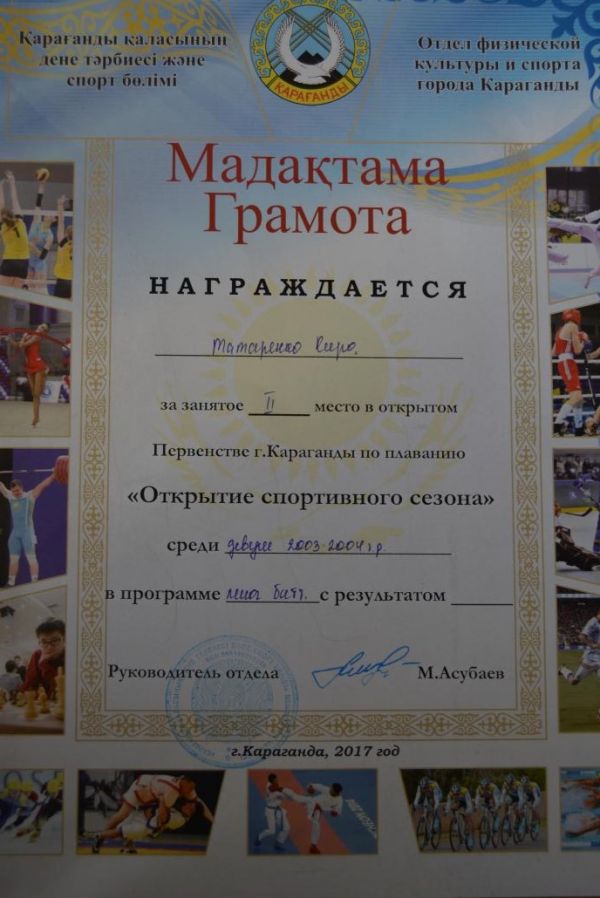 Қарағанды қаласының
дене тәрбиесі және
спорт бөлімі
ҚАРАҒАНДЫ
Отдел физической
культуры и спорта
города Караганды
Мадақтама
Грамота
НАГРАЖДАЕТСЯ
Татаренко Кира
за занятое II место в открытом
Первенстве г.Караганды по плаванию
«Открытие спортивного сезона»
среди девушек 2003-2004 г.р.
в программе с результатом
Руководитель отдела М.Асубаев
г.Караганда, 2017 год